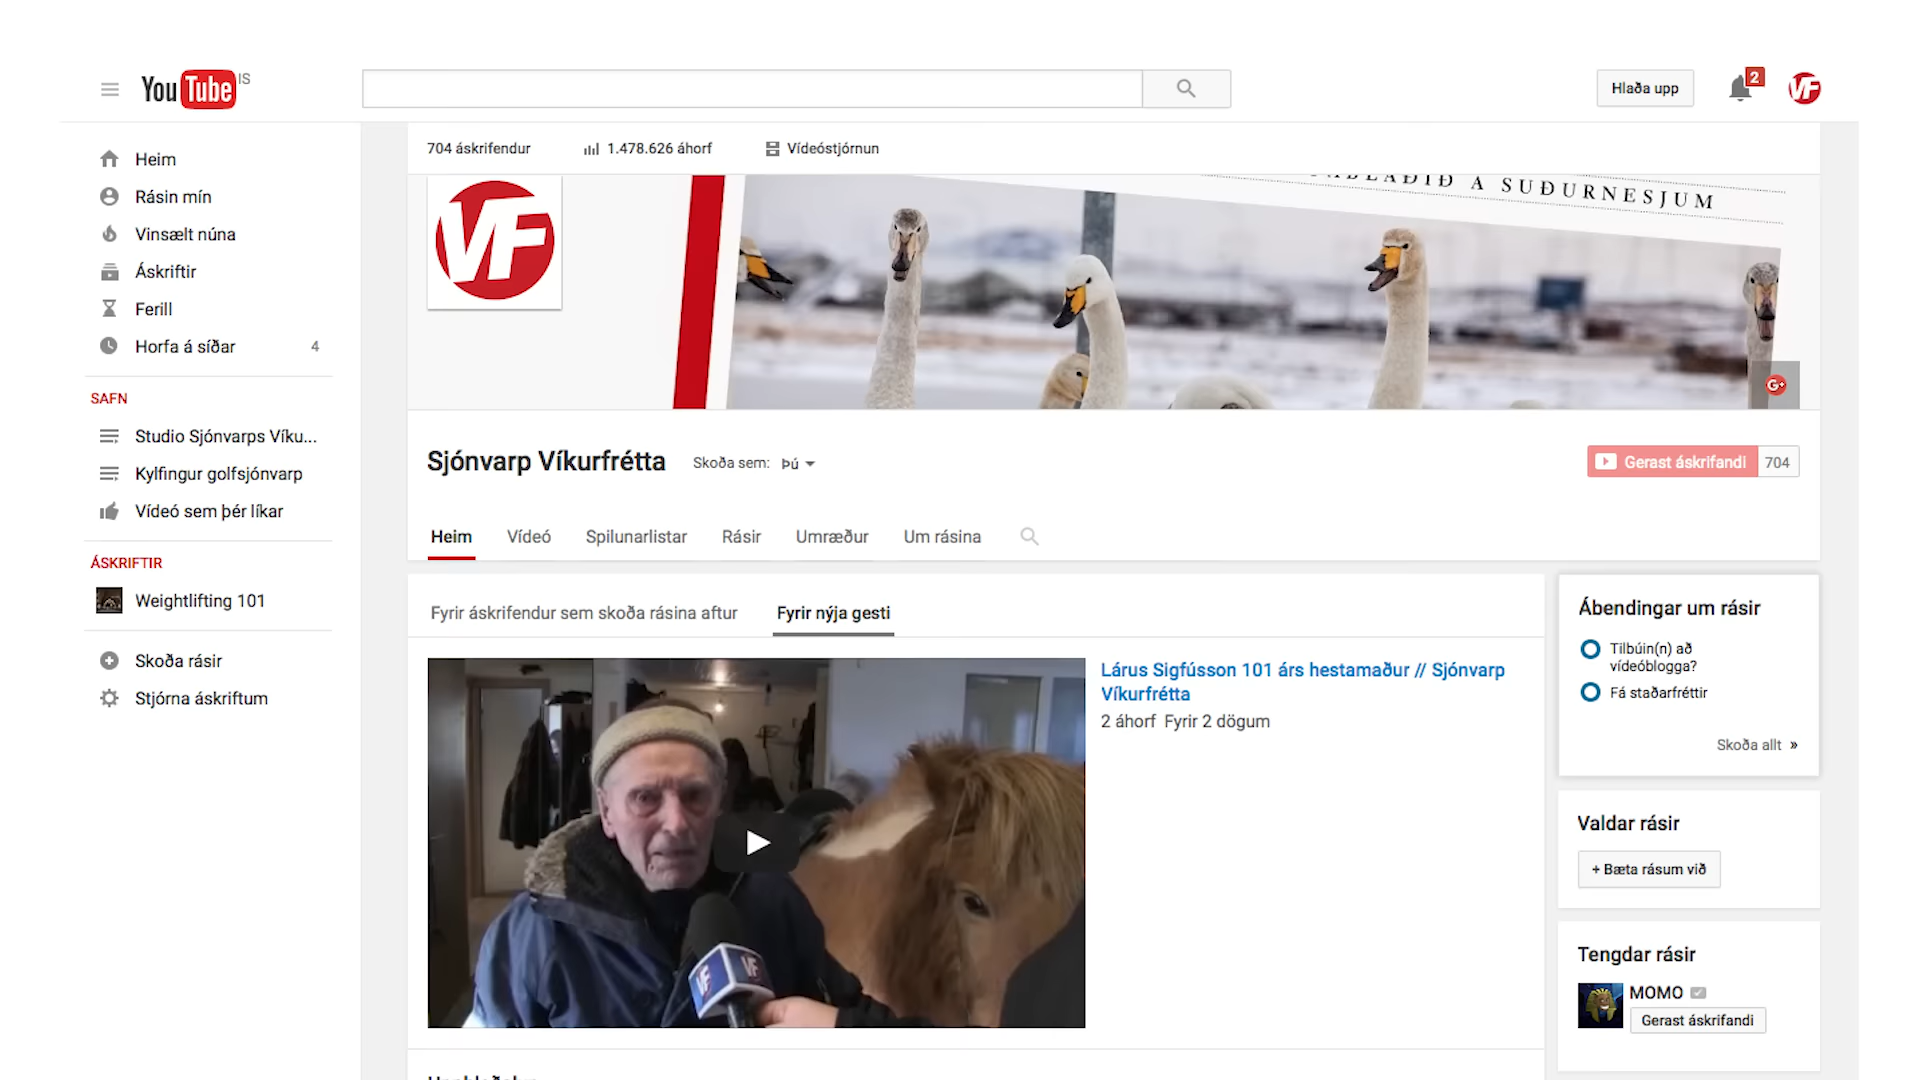 YouTube IS
Hlaða upp
2
VF
Heim
Rásin mín
Vinsælt núna
Áskriftir
Ferill
Horfa á síðar 4
SAFN
Studio Sjónvarps Víku...
Kylfingur golfsjónvarp
Vídeó sem þér líkar
ÁSKRIFTIR
Weightlifting 101
Skoða rásir
Stjórna áskriftum
704 áskrifendur 1.478.626 áhorf Vídeóstjórnun
VF
A SUÐURNESJUM
G+
Sjónvarp Víkurfrétta Skoða sem: Þú
Gerast áskrifandi 704
Heim Vídeó Spilunarlistar Rásir Umræður Um rásina
Fyrir áskrifendur sem skoða rásina aftur Fyrir nýja gesti
VF VF
Lárus Sigfússon 101 árs hestamaður // Sjónvarp
Víkurfrétta
2 áhorf Fyrir 2 dögum
Ábendingar um rásir
Tilbúin(n) að
vídeóblogga?
Fá staðarfréttir
Skoða allt »
Valdar rásir
+ Bæta rásum við
Tengdar rásir
MOMO
Gerast áskrifandi